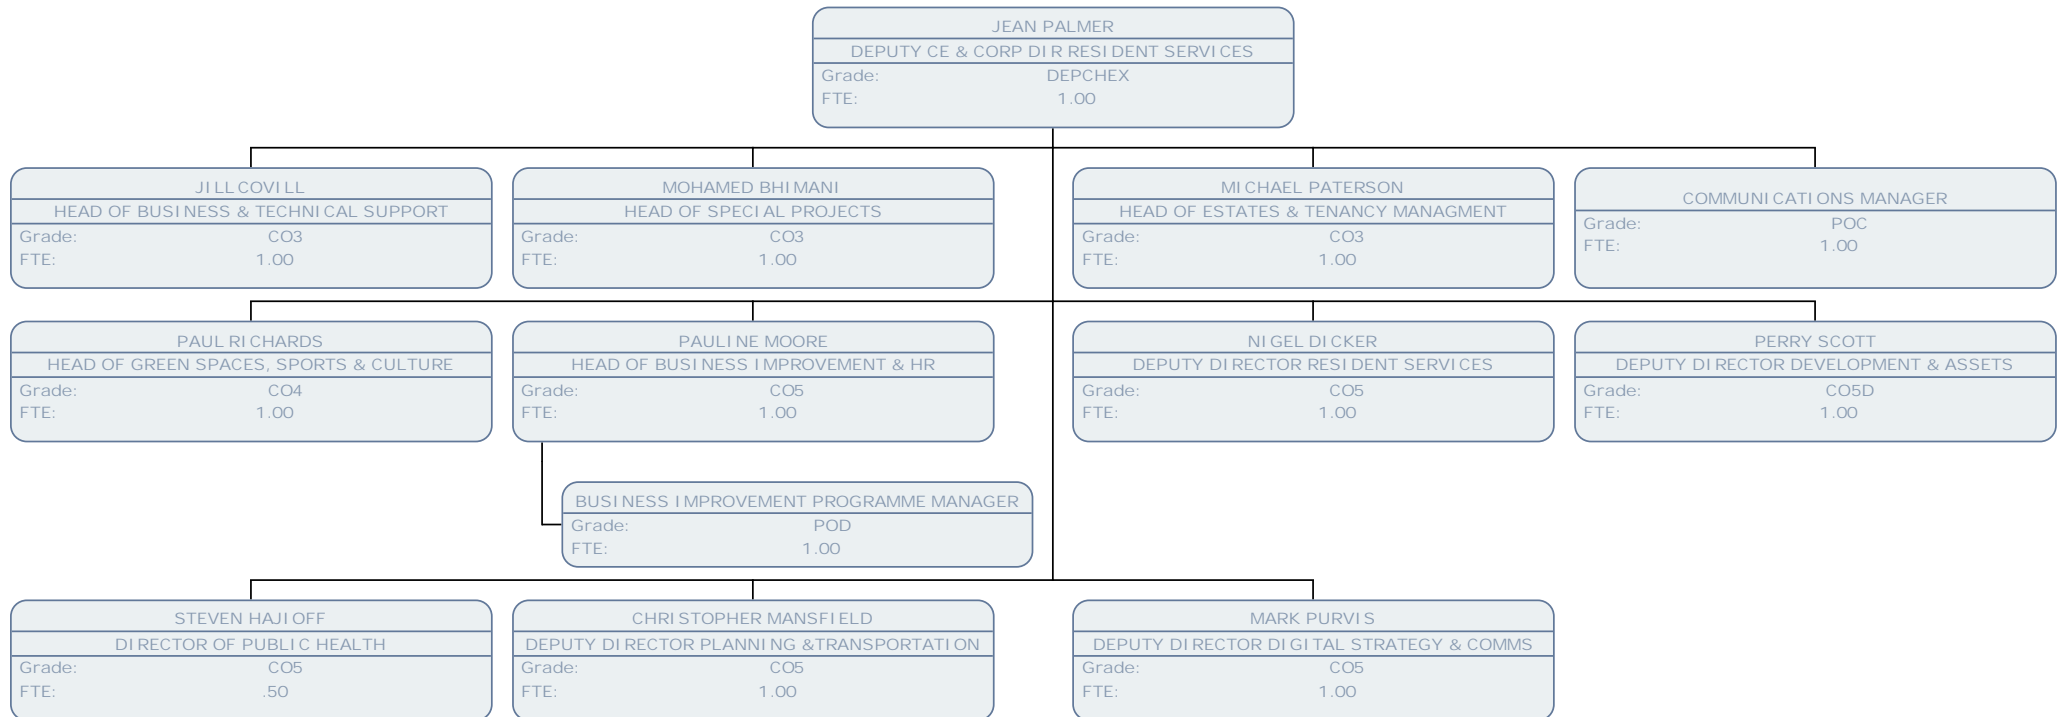 JEAN PALMER
DEPUTY CE & CORP DIR RESIDENT SERVICES
Grade: DEPCHEX
FTE: 1.00
JILL COVILL
HEAD OF BUSINESS & TECHNICAL SUPPORT
Grade: CO3
FTE: 1.00
MOHAMED BHIMANI
HEAD OF SPECIAL PROJECTS
Grade: CO3
FTE: 1.00
MICHAEL PATERSON
HEAD OF ESTATES & TENANCY MANAGMENT
Grade: CO3
FTE: 1.00
COMMUNICATIONS MANAGER
Grade: POC
FTE: 1.00
PAUL RICHARDS
HEAD OF GREEN SPACES, SPORTS & CULTURE
Grade: CO4
FTE: 1.00
PAULINE MOORE
HEAD OF BUSINESS IMPROVEMENT & HR
Grade: CO5
FTE: 1.00
NIGEL DICKER
DEPUTY DIRECTOR RESIDENT SERVICES
Grade: CO5
FTE: 1.00
PERRY SCOTT
DEPUTY DIRECTOR DEVELOPMENT & ASSETS
Grade: CO5D
FTE: 1.00
BUSINESS IMPROVEMENT PROGRAMME MANAGER
Grade: POD
FTE: 1.00
STEVEN HAJIOFF
DIRECTOR OF PUBLIC HEALTH
Grade: CO5
FTE: .50
CHRISTOPHER MANSFIELD
DEPUTY DIRECTOR PLANNING &TRANSPORTATION
Grade: CO5
FTE: 1.00
MARK PURVIS
DEPUTY DIRECTOR DIGITAL STRATEGY & COMMS
Grade: CO5
FTE: 1.00